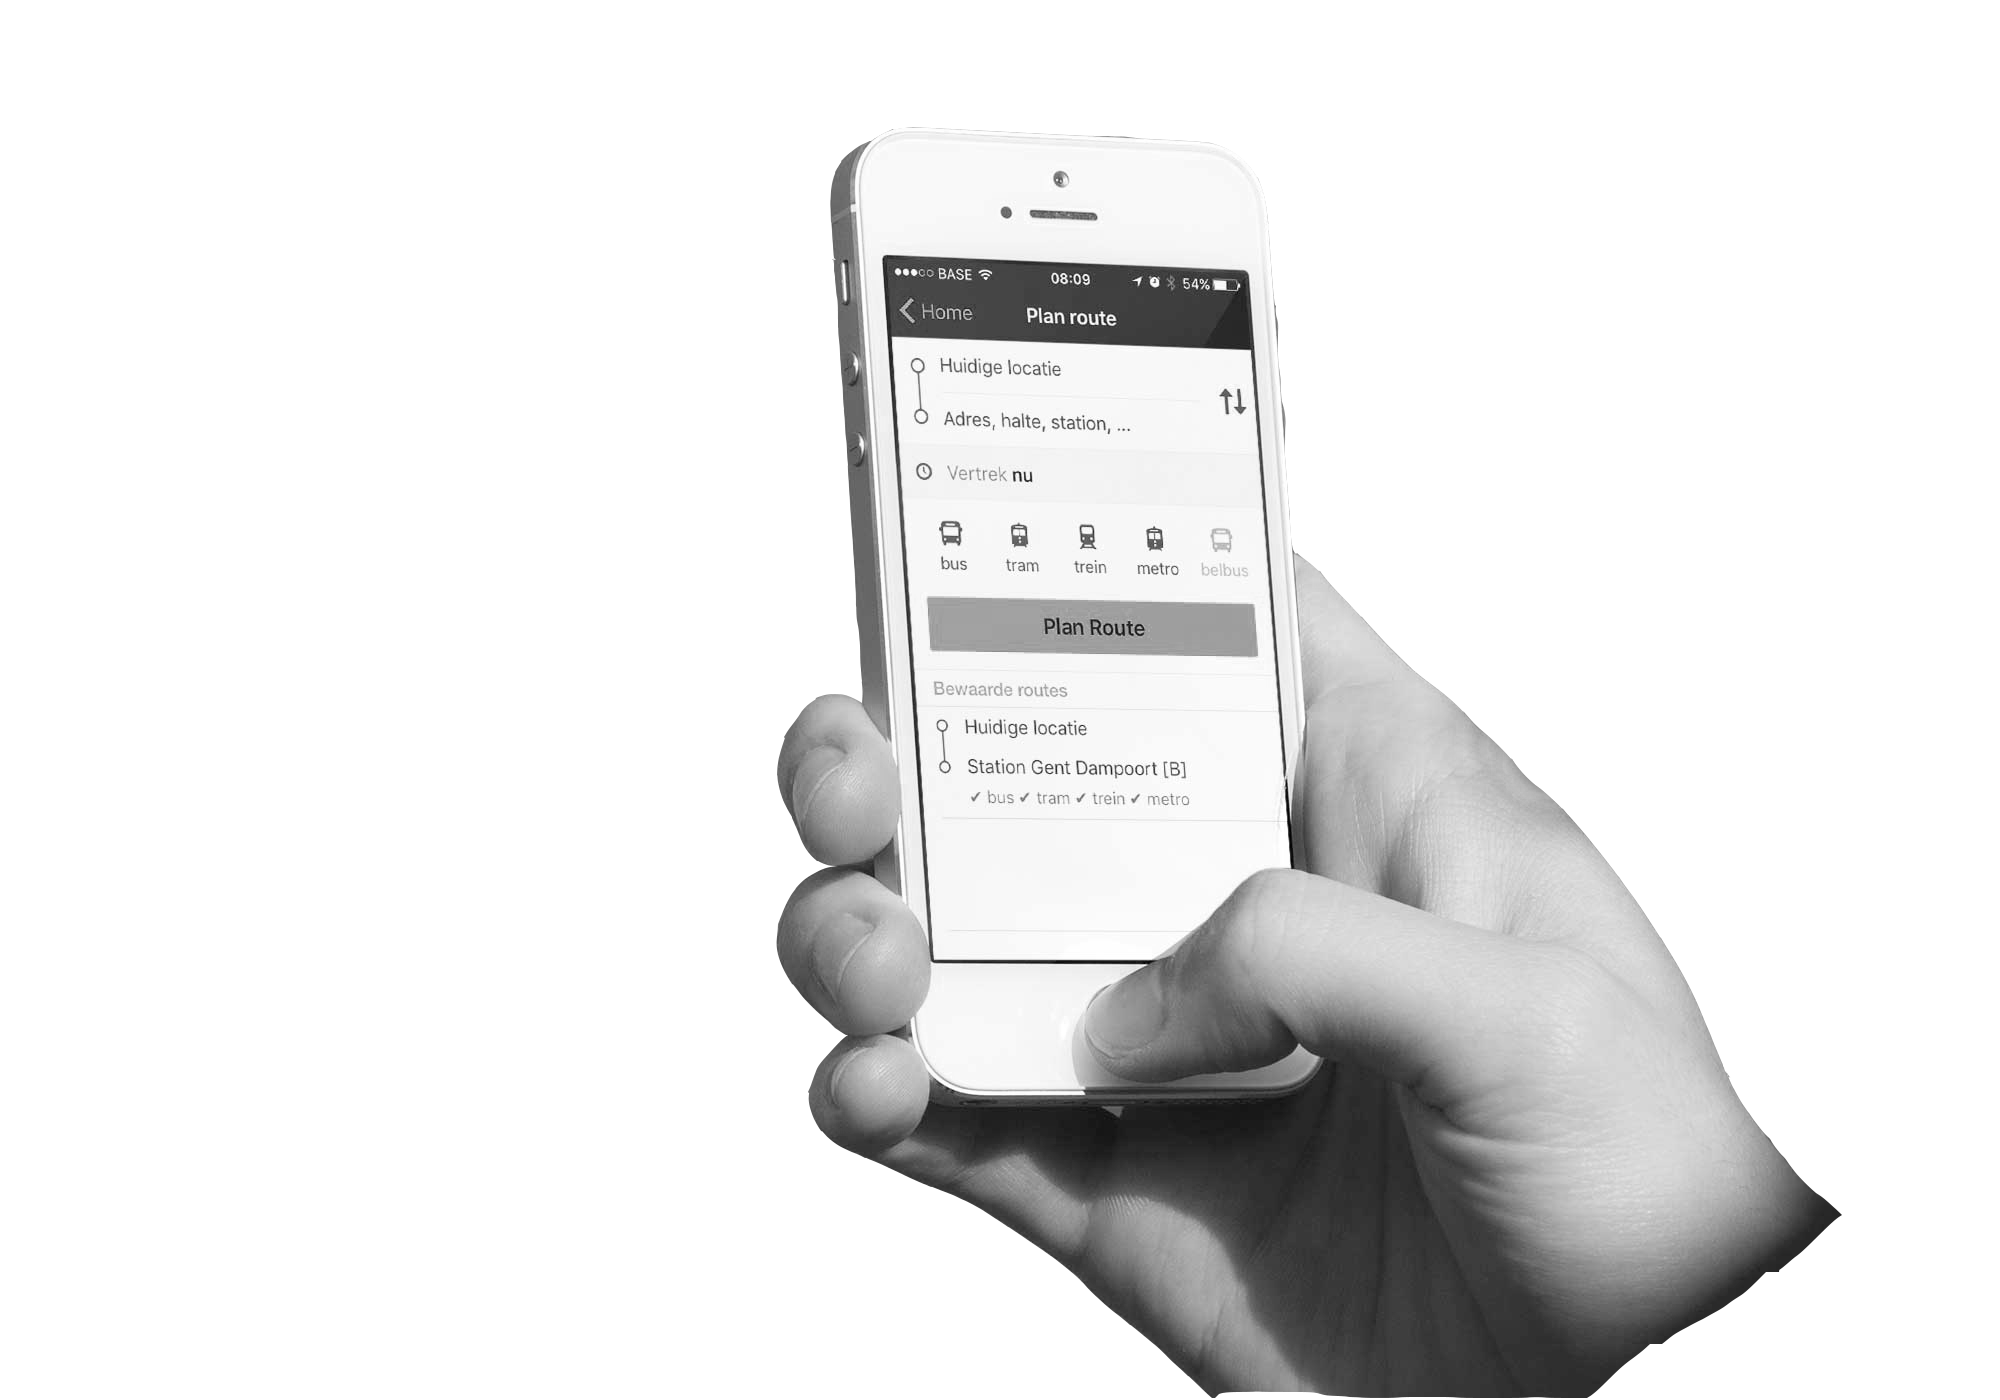 BASE 08:09 54%
Home Plan route
Huidige locatie
Adres, halte, station, ...
Vertrek nu
bus tram trein metro belbus
Plan Route
Bewaarde routes
Huidige locatie
Station Gent Dampoort [B]
✓ bus ✓ tram ✓ trein ✓ metro